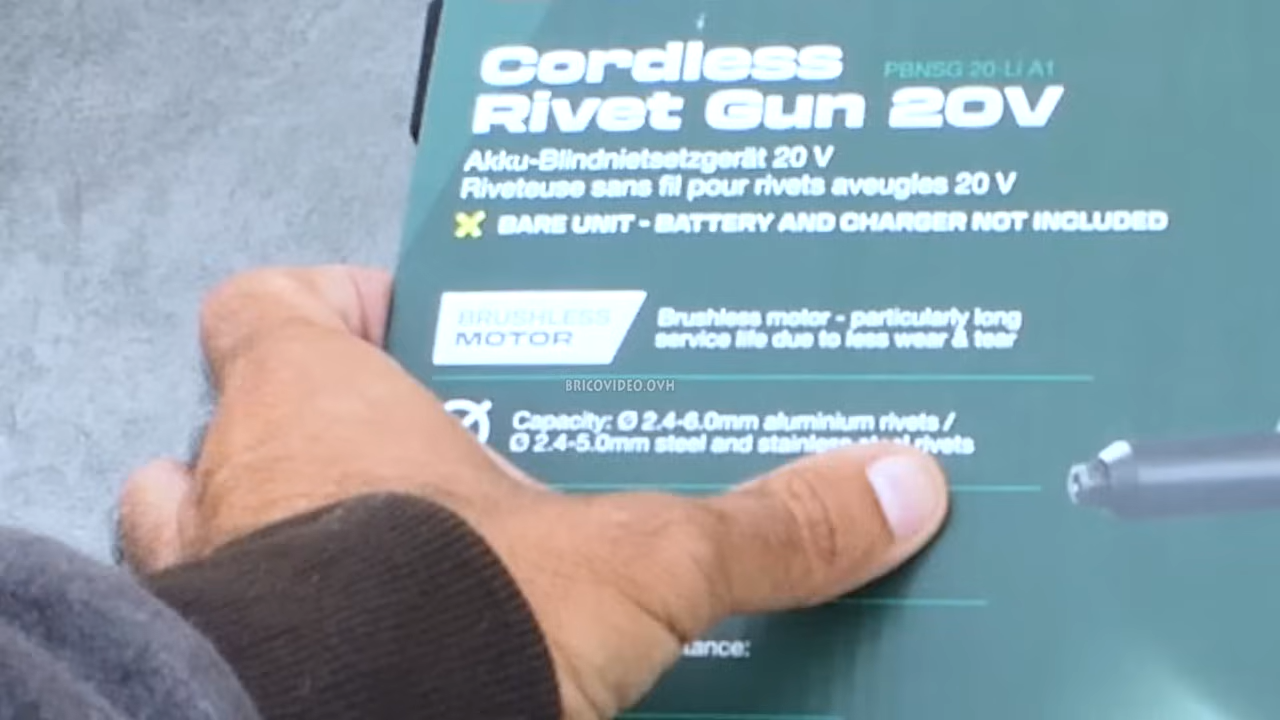 Cordless
PBNSG 20-Li A1
Rivet Gun 20V
Akku-Blindnietsetzgerät 20 V
Riveteuse sans fil pour rivets aveugles 20 V
BARE UNIT - BATTERY AND CHARGER NOT INCLUDED
BRUSHLESS
MOTOR
Brushless motor - particularly long
service life due to less wear & tear
BRICOVIDEO.OVH
Capacity: Ø 2.4-6.0mm aluminium rivets /
Ø 2.4-5.0mm steel and stainless steel rivets
tance: